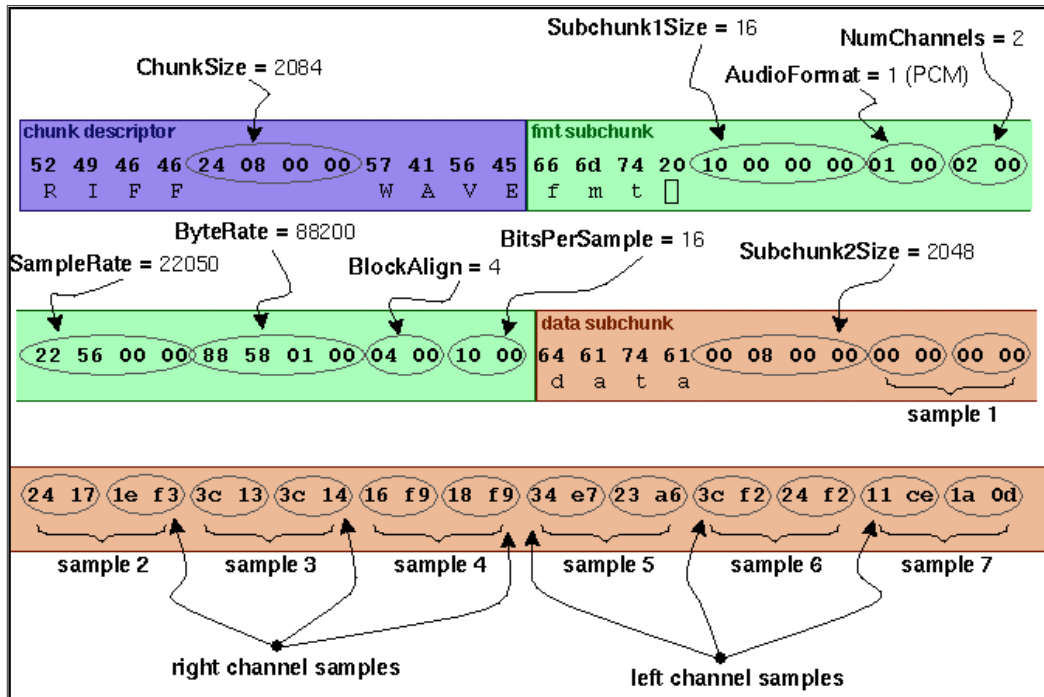 Subchunk1Size = 16
NumChannels = 2
ChunkSize = 2084
AudioFormat = 1 (PCM)
chunk descriptor
fmt subchunk
52 49 46 46 24 08 00 00 57 41 56 45 66 6d 74 20 10 00 00 00 01 00 02 00
R I F F W A V E f m t
ByteRate = 88200
BitsPerSample = 16
SampleRate = 22050
BlockAlign = 4
Subchunk2Size = 2048
data subchunk
22 56 00 00 88 58 01 00 04 00 10 00 64 61 74 61 00 08 00 00 00 00 00 00
d a t a
sample 1
24 17 1e f3 3c 13 3c 14 16 f9 18 f9 34 e7 23 a6 3c f2 24 f2 11 ce 1a 0d
sample 2 sample 3 sample 4 sample 5 sample 6 sample 7
right channel samples
left channel samples